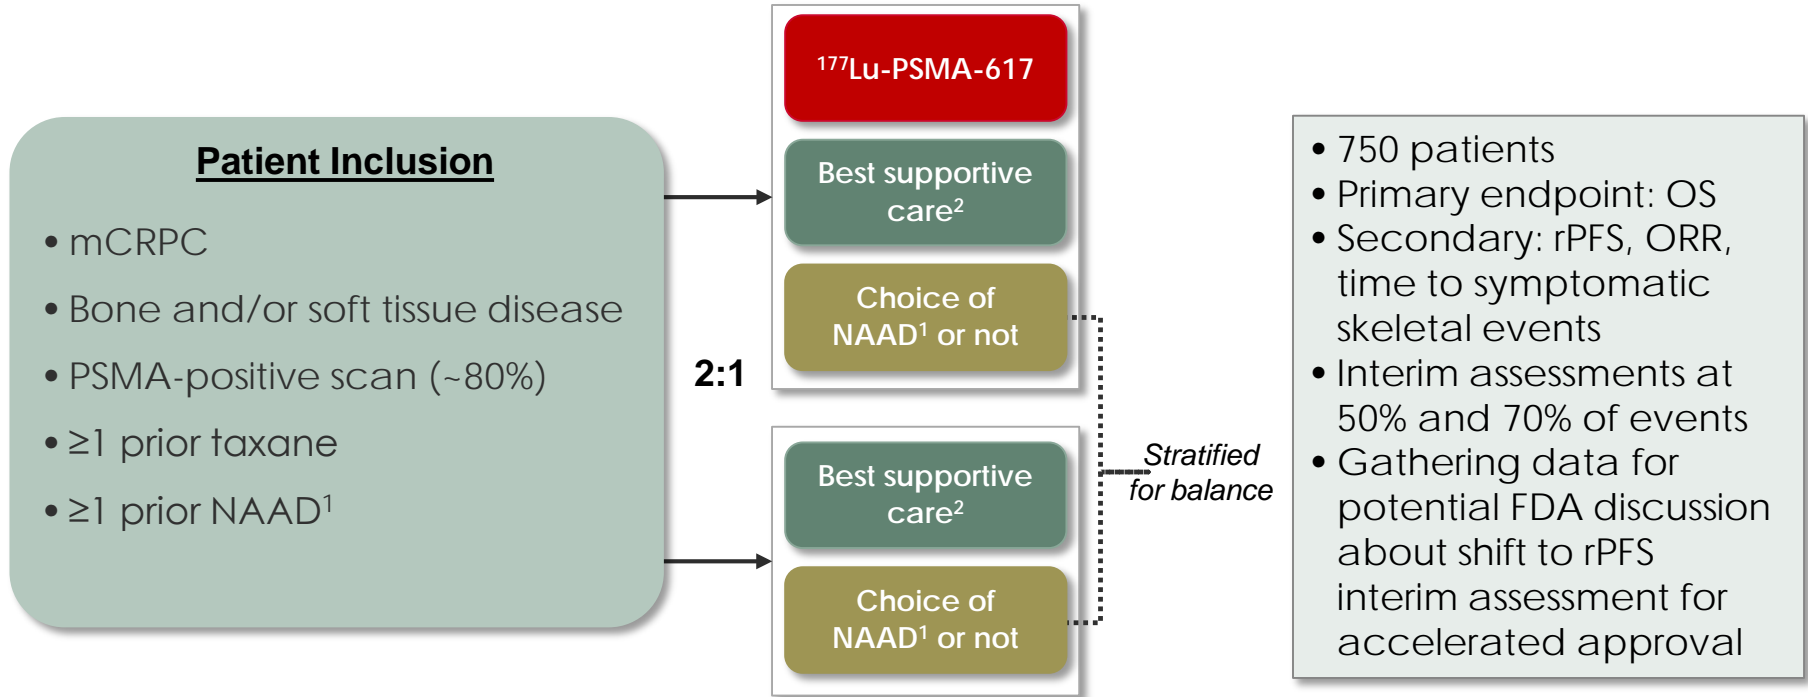 Patient Inclusion
• mCRPC
• Bone and/or soft tissue disease
• PSMA-positive scan (~80%)
• ≥1 prior taxane
• ≥1 prior NAAD¹
2:1
¹⁷⁷Lu-PSMA-617
Best supportive
care²
Choice of
NAAD¹ or not
Best supportive
care²
Choice of
NAAD¹ or not
Stratified
for balance
• 750 patients
• Primary endpoint: OS
• Secondary: rPFS, ORR,
time to symptomatic
skeletal events
• Interim assessments at
50% and 70% of events
• Gathering data for
potential FDA discussion
about shift to rPFS
interim assessment for
accelerated approval